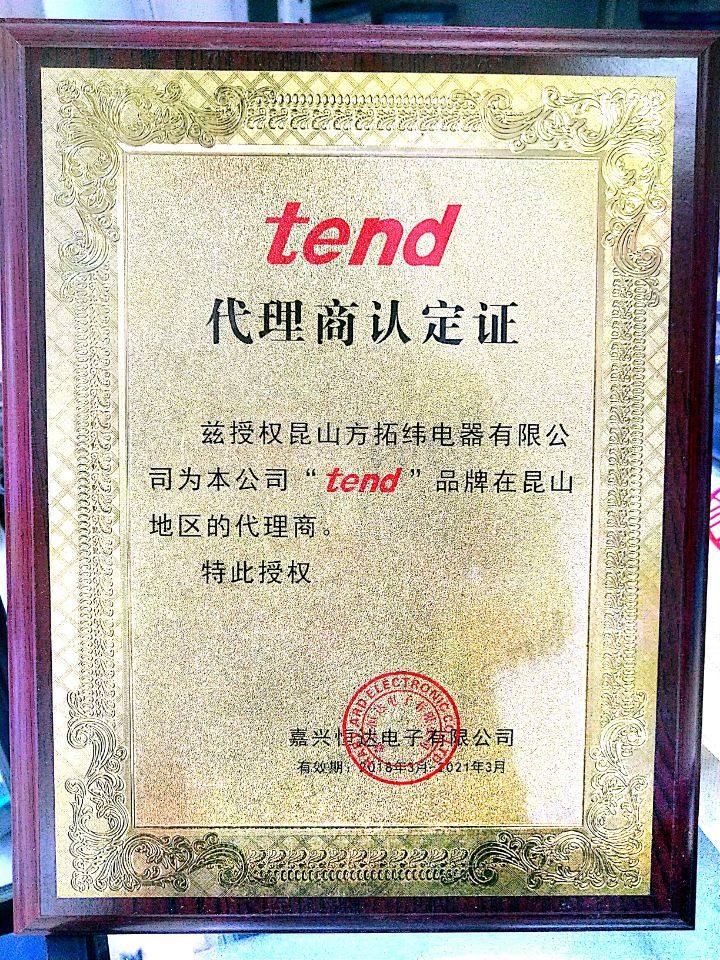 tend
代理商认定证
兹授权昆山方拓纬电器有限公
司为本公司“tend”品牌在昆山
地区的代理商。
特此授权
嘉兴恒达电子有限公司
有效期：2018年3月-2021年3月